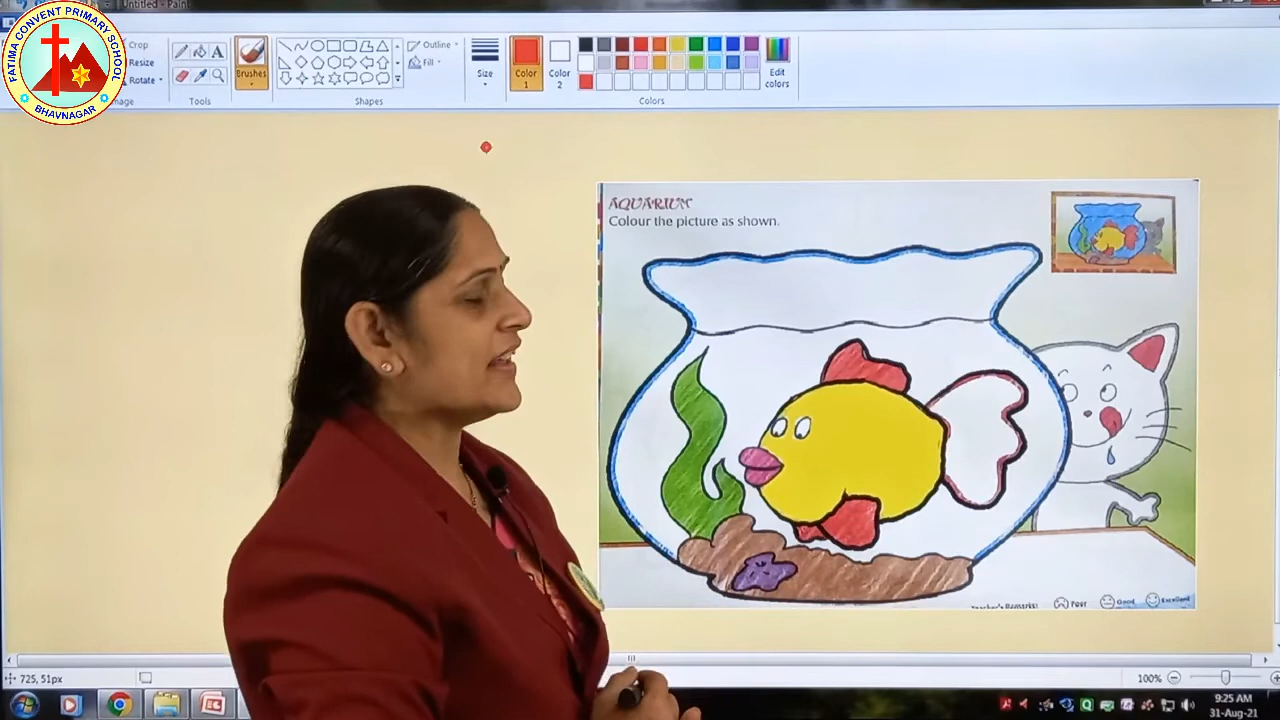 Untitled - Paint
FATIMA CONVENT PRIMARY SCHOOL
BHAVNAGAR
Crop
Resize
Rotate
Tools
A
Brushes
Shapes
Outline
Fill
Size
Color 1
Color 2
Edit colors
Colors
AQUARIUM
Colour the picture as shown.
Teacher's Remarks:
Poor
Good
Excellent
725, 51px
100%
9:25 AM
31-Aug-21